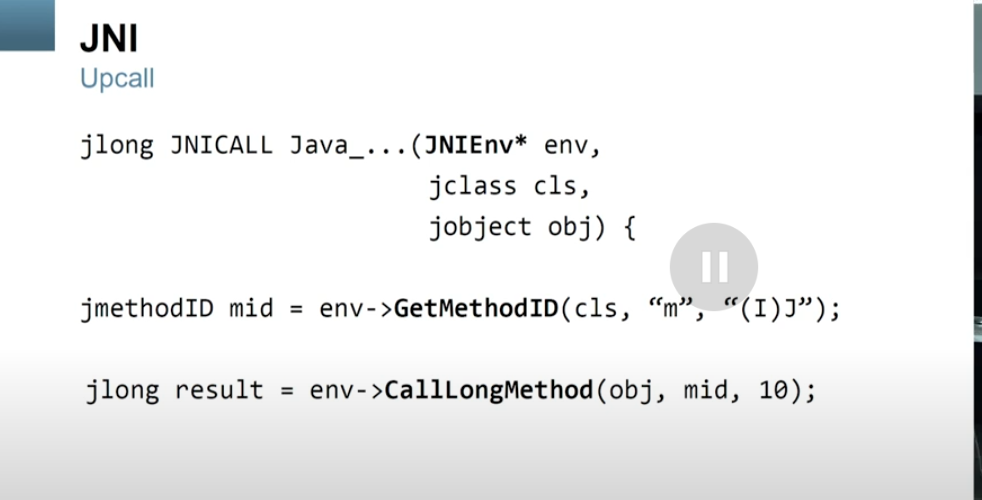 JNI
Upcall
jlong JNICALL Java_...(JNIEnv* env,
jclass cls,
jobject obj) {
jmethodID mid = env->GetMethodID(cls, “m”, “(I)J”);
jlong result = env->CallLongMethod(obj, mid, 10);